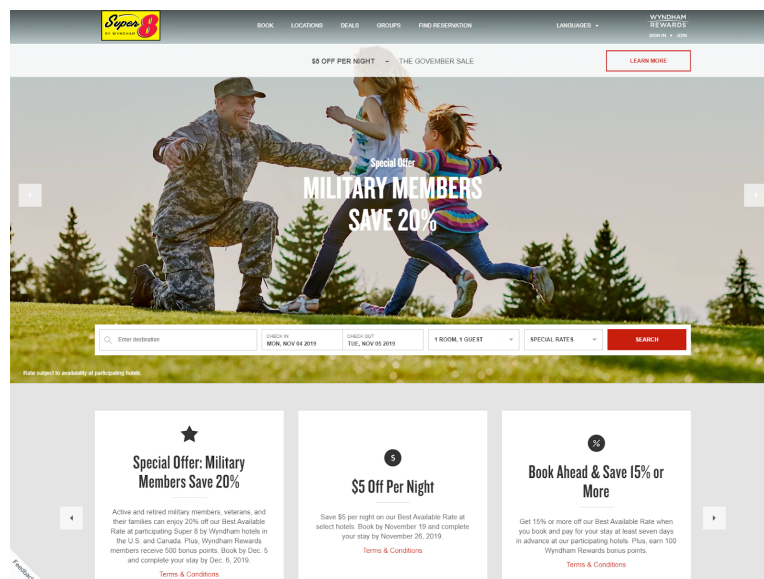 Super 8
BY WYNDHAM
BOOK LOCATIONS DEALS GROUPS FIND RESERVATION LANGUAGES
WYNDHAM
REWARDS
SIGN IN • JOIN
$5 OFF PER NIGHT – THE GOVEMBER SALE LEARN MORE
Special Offer
MILITARY MEMBERS
SAVE 20%
Enter destination
CHECK IN
MON, NOV 04 2019
CHECK OUT
TUE, NOV 05 2019
1 ROOM, 1 GUEST
SPECIAL RATES
SEARCH
Rate subject to availability at participating hotels.
Special Offer: Military
Members Save 20%
Active and retired military members, veterans, and
their families can enjoy 20% off our Best Available
Rate at participating Super 8 by Wyndham hotels in
the U.S. and Canada. Plus, Wyndham Rewards
members receive 500 bonus points. Book by Dec. 5
and complete your stay by Dec. 6, 2019.
Terms & Conditions
5
$5 Off Per Night
Save $5 per night on our Best Available Rate at
select hotels. Book by November 19 and complete
your stay by November 26, 2019.
Terms & Conditions
%
Book Ahead & Save 15% or
More
Get 15% or more off our Best Available Rate when
you book and pay for your stay at least seven days
in advance at our participating hotels. Plus, earn 100
Wyndham Rewards bonus points.
Terms & Conditions
Feedback